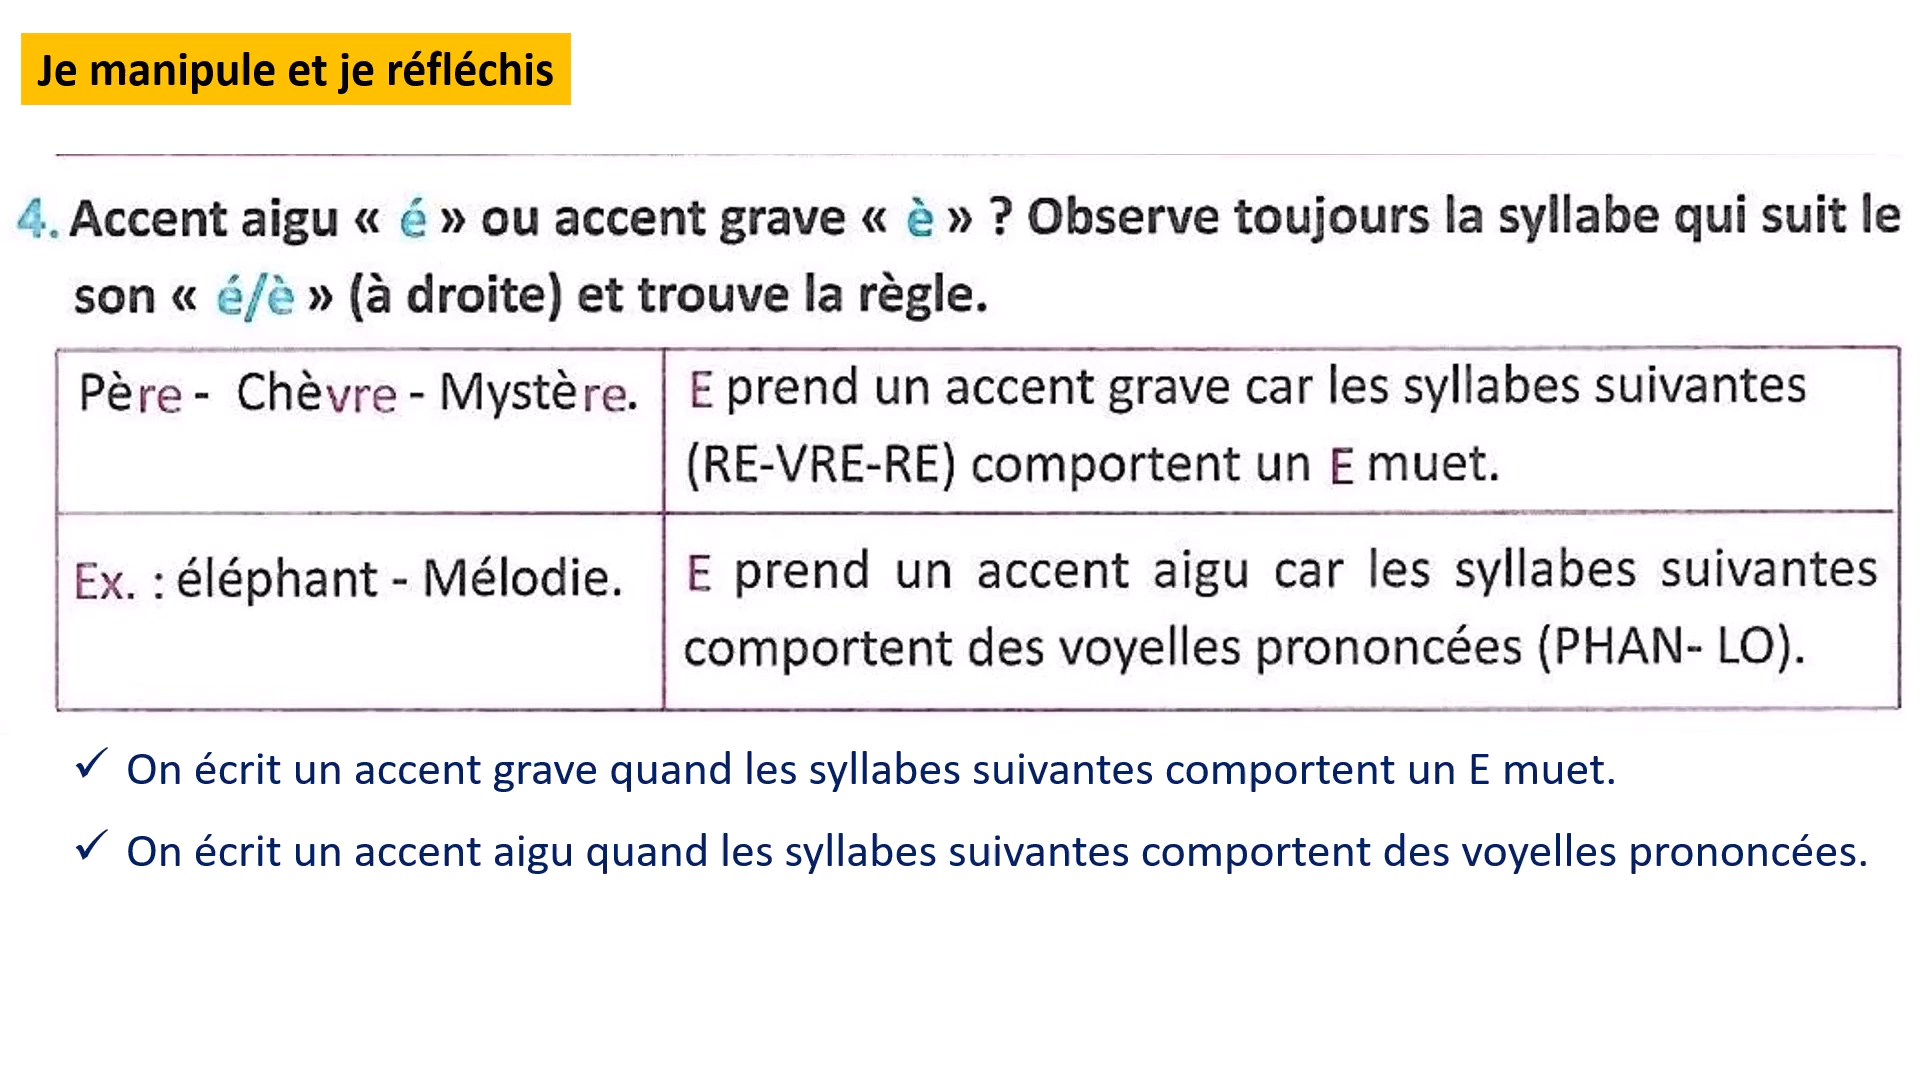 Je manipule et je réfléchis
4. Accent aigu « é » ou accent grave « è » ? Observe toujours la syllabe qui suit le
son « é/è » (à droite) et trouve la règle.
Père - Chèvre - Mystère.
E prend un accent grave car les syllabes suivantes
(RE-VRE-RE) comportent un E muet.
Ex. : éléphant - Mélodie.
E prend un accent aigu car les syllabes suivantes
comportent des voyelles prononcées (PHAN- LO).
✓ On écrit un accent grave quand les syllabes suivantes comportent un E muet.
✓ On écrit un accent aigu quand les syllabes suivantes comportent des voyelles prononcées.